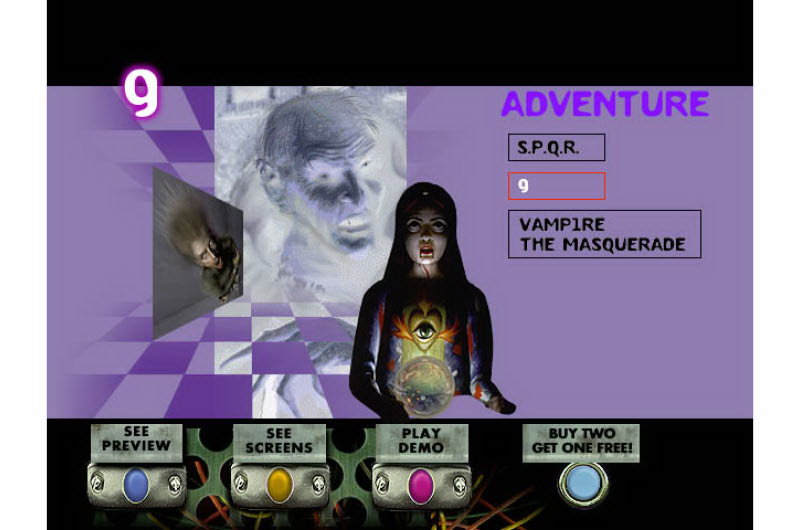 9
ADVENTURE
S.P.Q.R.
9
VAMPIRE
THE MASQUERADE
SEE
PREVIEW
SEE
SCREENS
PLAY
DEMO
BUY TWO
GET ONE FREE!